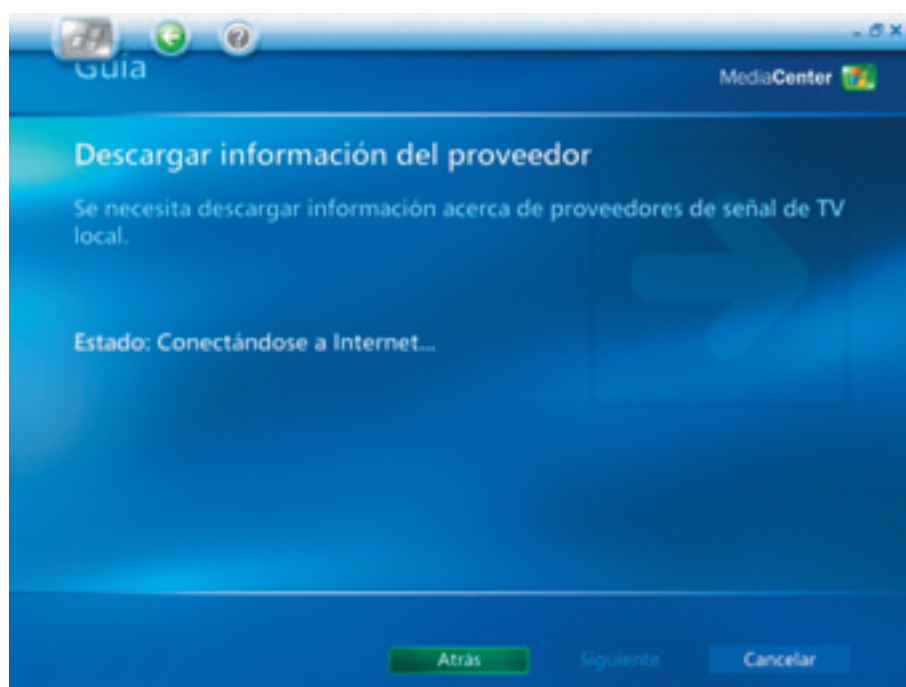 Guía
MediaCenter
Descargar información del proveedor
Se necesita descargar información acerca de proveedores de señal de TV
local.
Estado: Conectándose a Internet...
Atrás Siguiente Cancelar